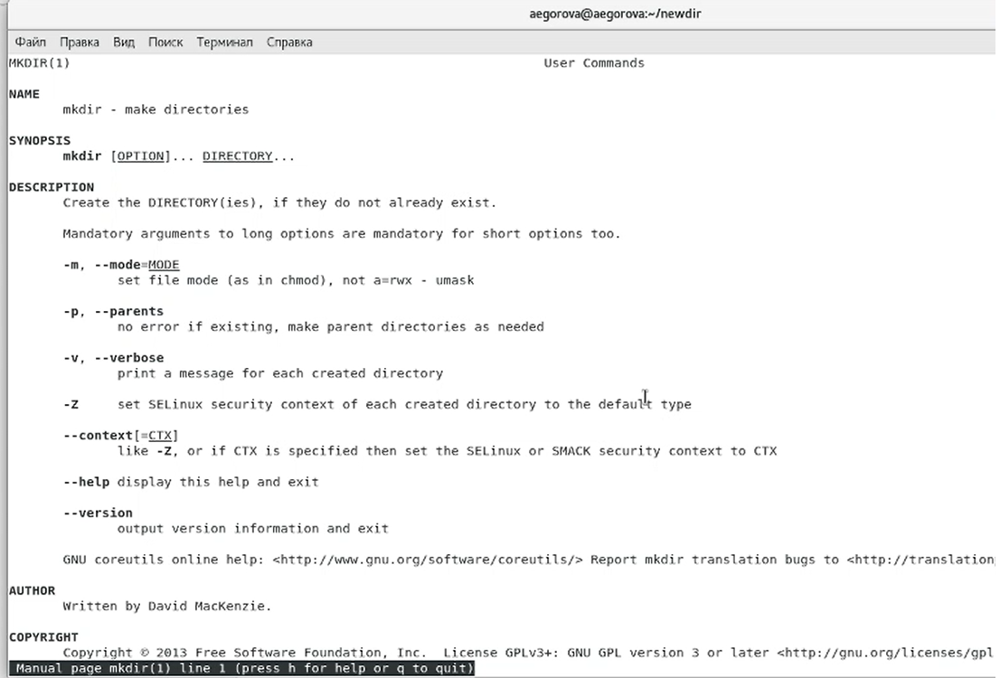 aegorova@aegorova:~/newdir
Файл Правка Вид Поиск Терминал Справка
MKDIR(1) User Commands
NAME
mkdir - make directories
SYNOPSIS
mkdir [OPTION]... DIRECTORY...
DESCRIPTION
Create the DIRECTORY(ies), if they do not already exist.
Mandatory arguments to long options are mandatory for short options too.
-m, --mode=MODE
set file mode (as in chmod), not a=rwx - umask
-p, --parents
no error if existing, make parent directories as needed
-v, --verbose
print a message for each created directory
-Z set SELinux security context of each created directory to the default type
--context[=CTX]
like -Z, or if CTX is specified then set the SELinux or SMACK security context to CTX
--help display this help and exit
--version
output version information and exit
GNU coreutils online help: <http://www.gnu.org/software/coreutils/> Report mkdir translation bugs to <http://translation
AUTHOR
Written by David MacKenzie.
COPYRIGHT
Copyright © 2013 Free Software Foundation, Inc. License GPLv3+: GNU GPL version 3 or later <http://gnu.org/licenses/gpl
Manual page mkdir(1) line 1 (press h for help or q to quit)